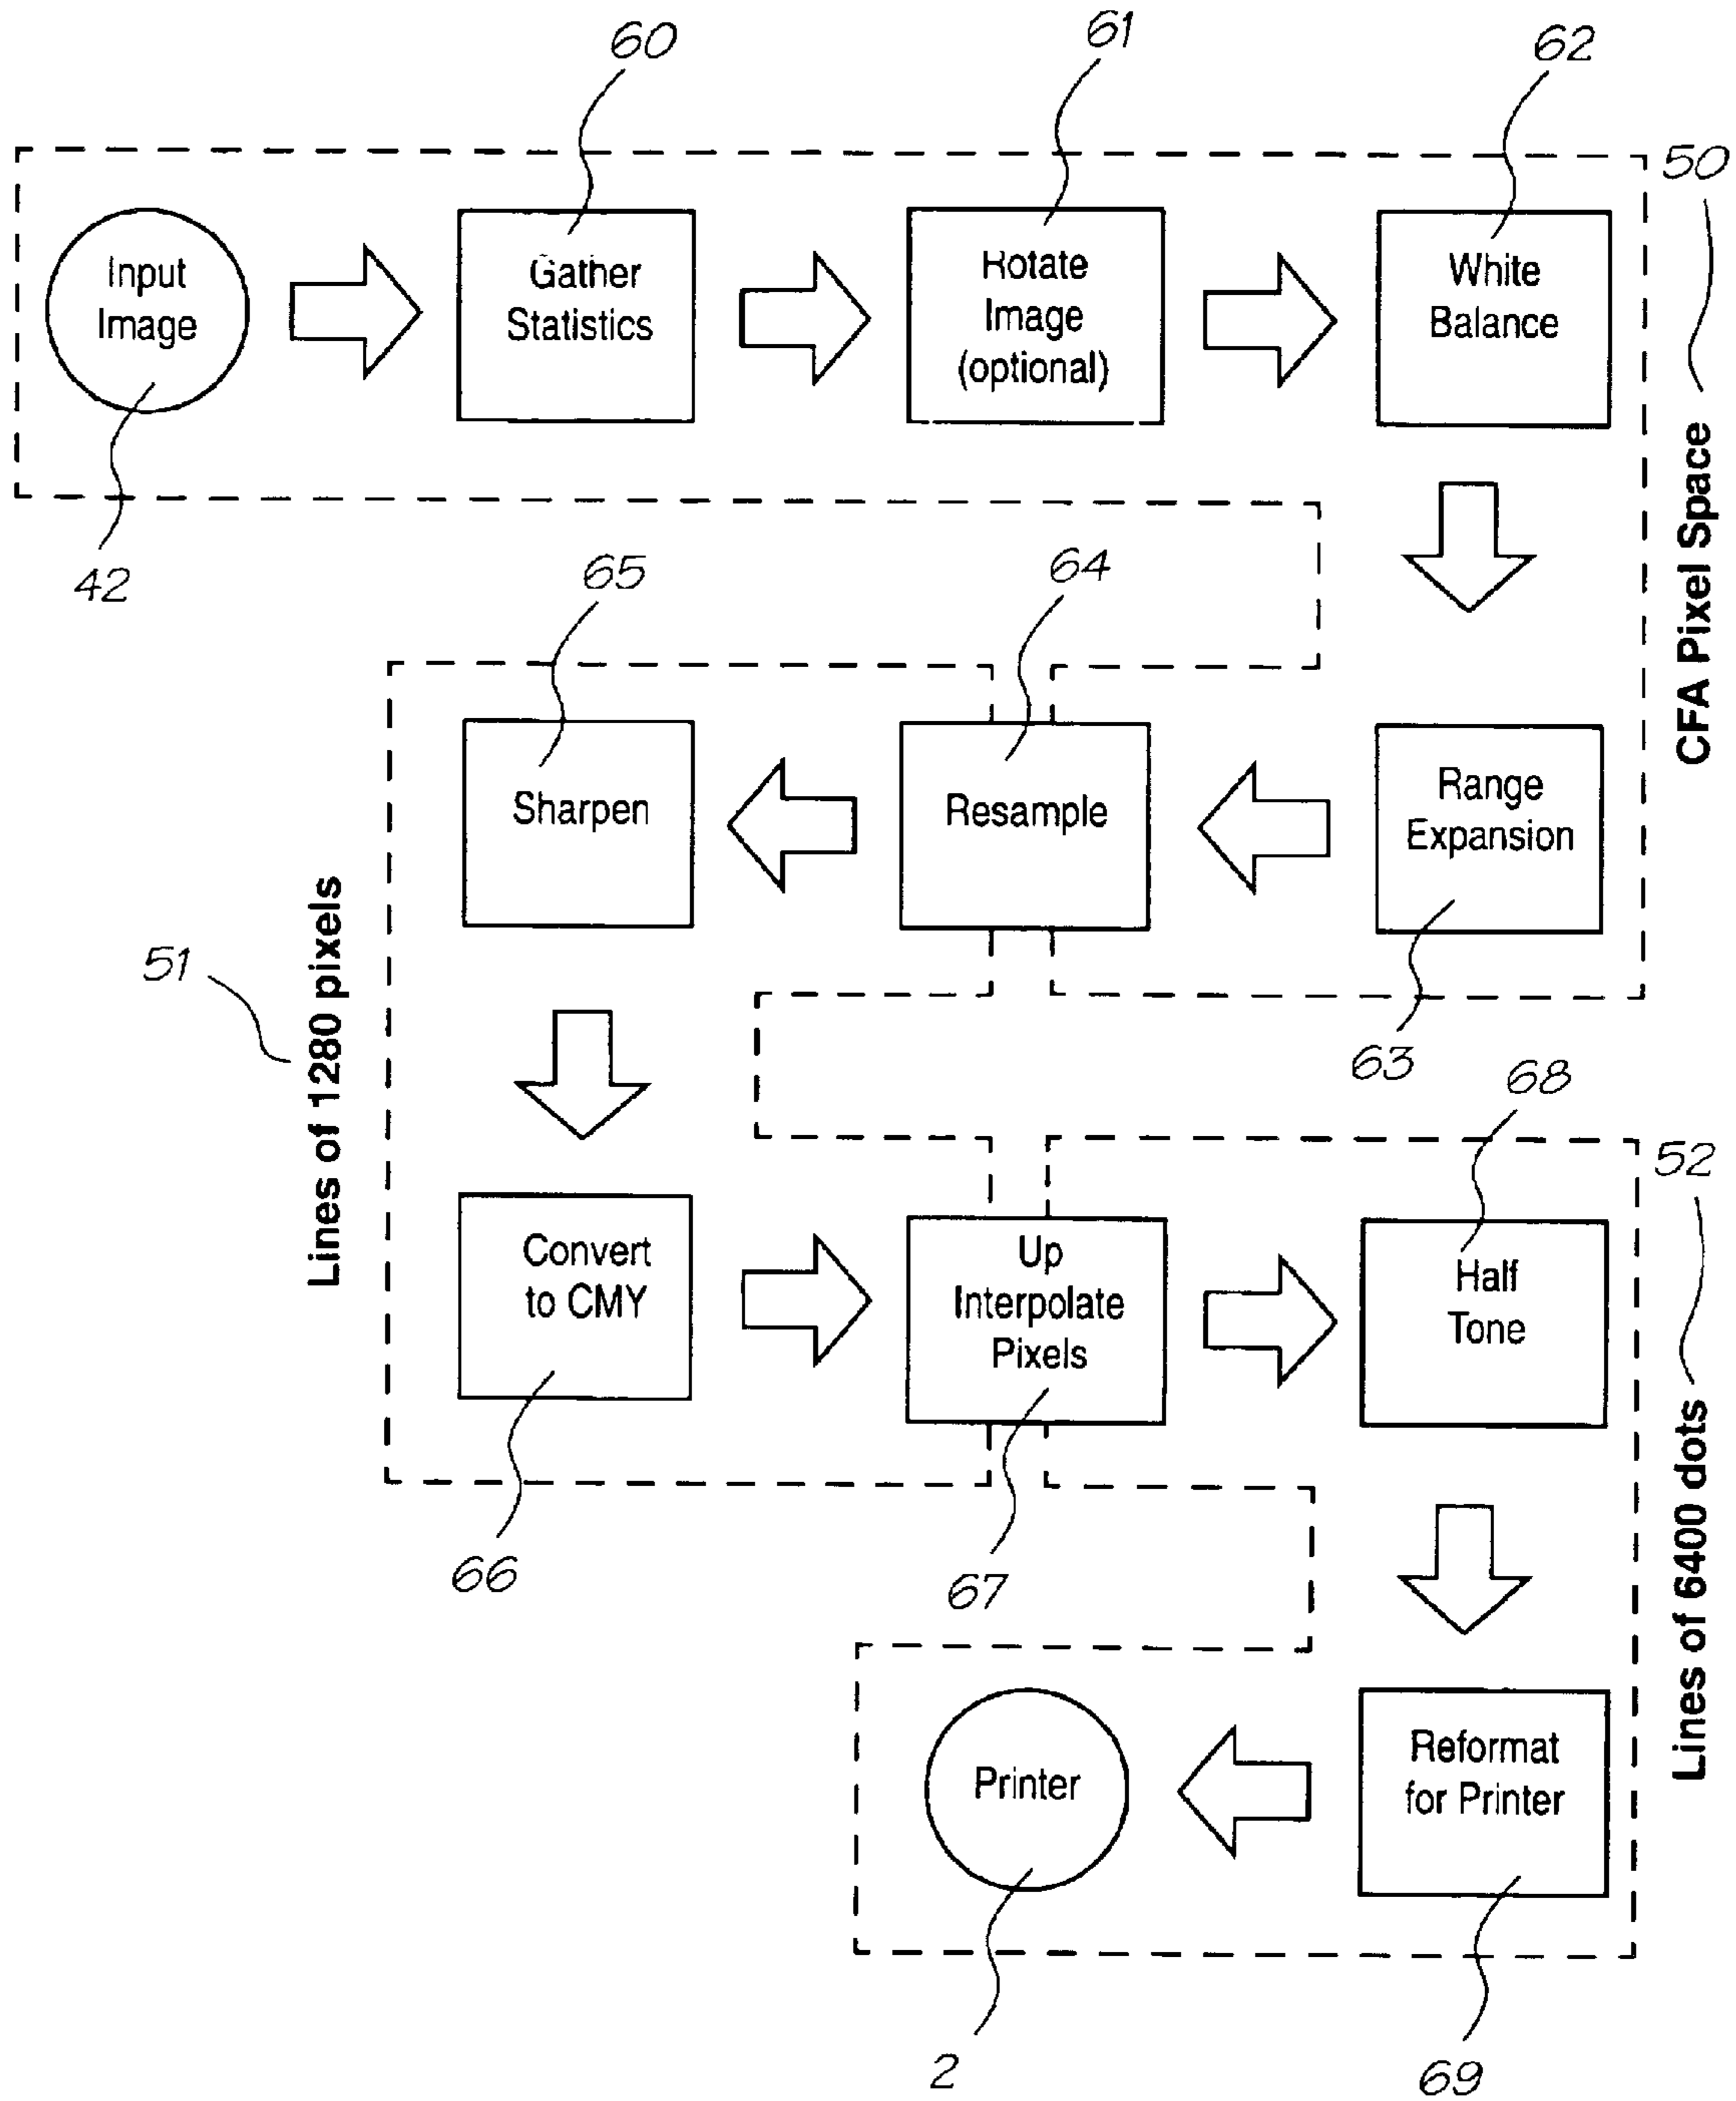 60
61
62
50
Input
Image
Gather
Statistics
Rotate
Image
(optional)
White
Balance
42
CFA Pixel Space
65
64
Sharpen
Resample
Range
Expansion
63
51
Lines of 1280 pixels
68
52
Convert
to CMY
Up
Interpolate
Pixels
Half
Tone
66
67
Lines of 6400 dots
Printer
Reformat
for Printer
2
69